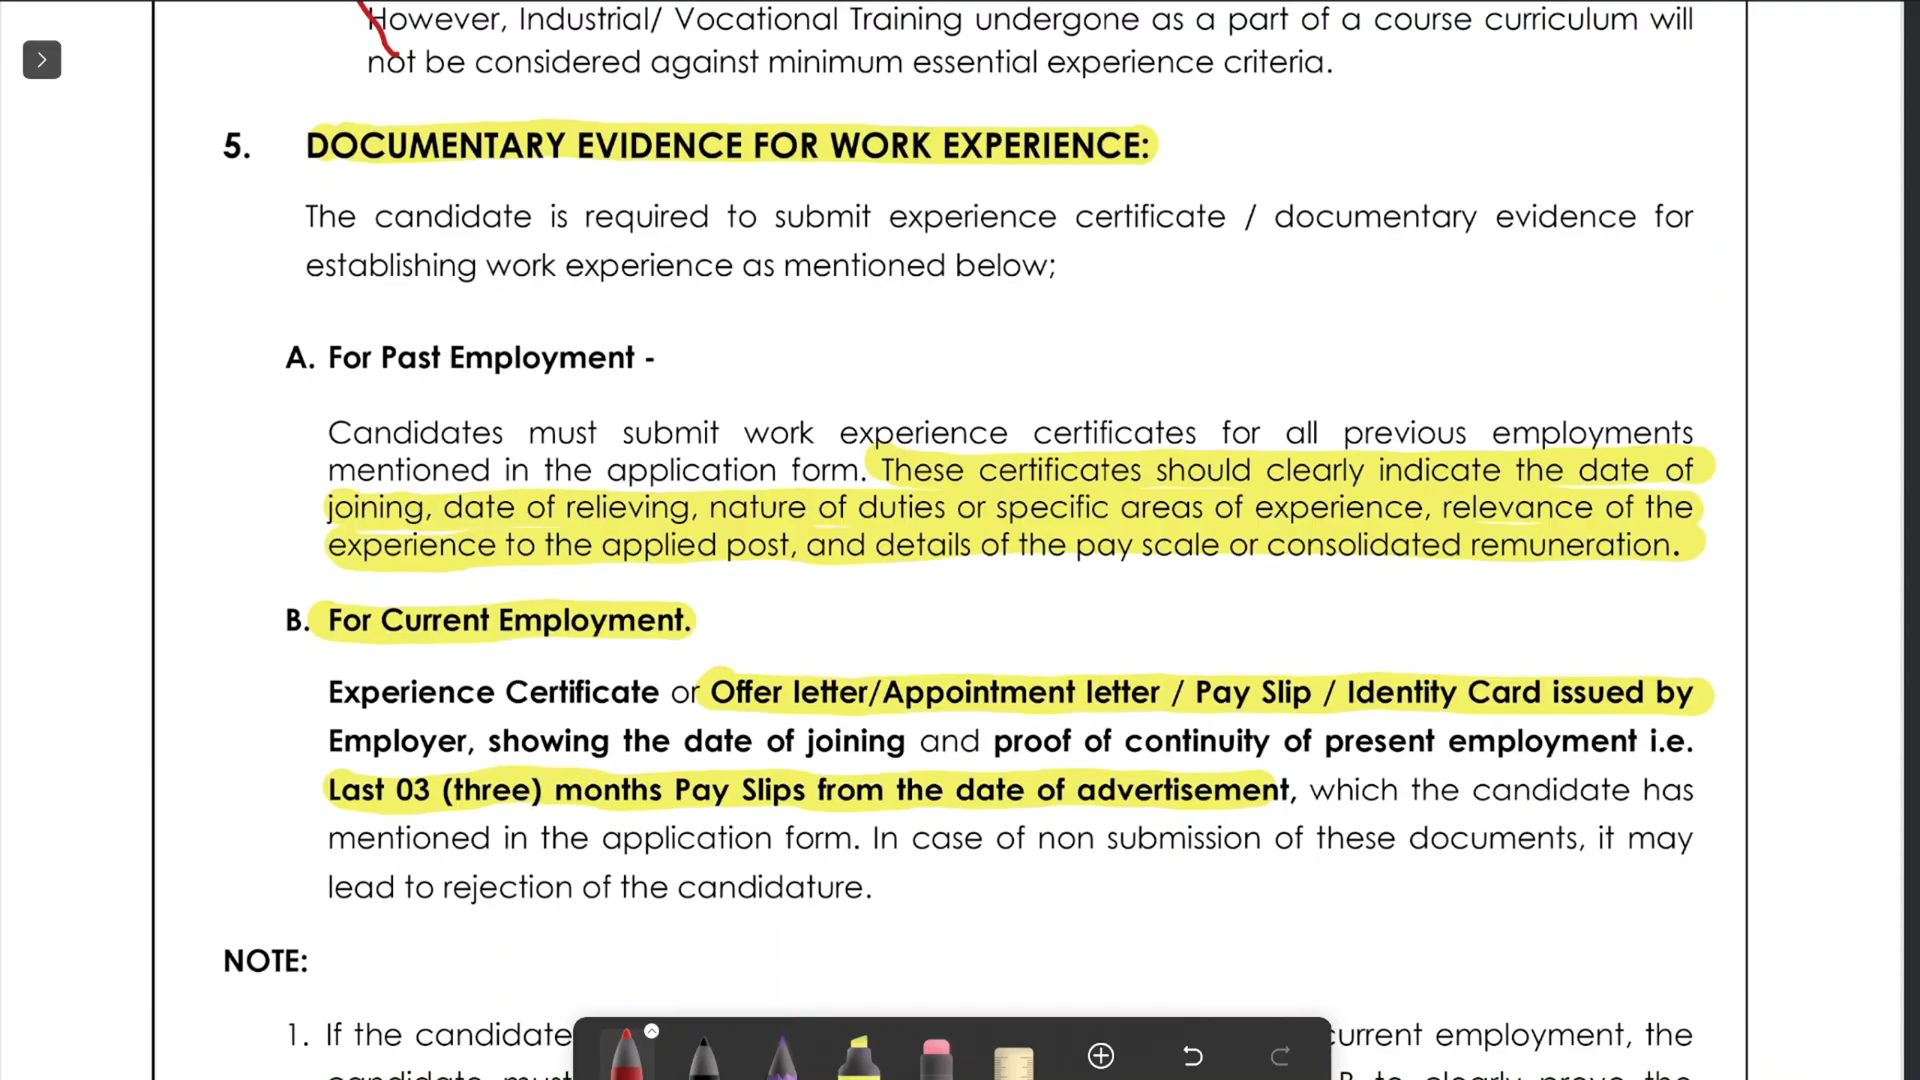 However, Industrial/ Vocational Training undergone as a part of a course curriculum will
not be considered against minimum essential experience criteria.
5. DOCUMENTARY EVIDENCE FOR WORK EXPERIENCE:
The candidate is required to submit experience certificate / documentary evidence for
establishing work experience as mentioned below;
A. For Past Employment -
Candidates must submit work experience certificates for all previous employments
mentioned in the application form. These certificates should clearly indicate the date of
joining, date of relieving, nature of duties or specific areas of experience, relevance of the
experience to the applied post, and details of the pay scale or consolidated remuneration.
B. For Current Employment.
Experience Certificate or Offer letter/Appointment letter / Pay Slip / Identity Card issued by
Employer, showing the date of joining and proof of continuity of present employment i.e.
Last 03 (three) months Pay Slips from the date of advertisement, which the candidate has
mentioned in the application form. In case of non submission of these documents, it may
lead to rejection of the candidature.
NOTE:
1. If the candidate current employment, the